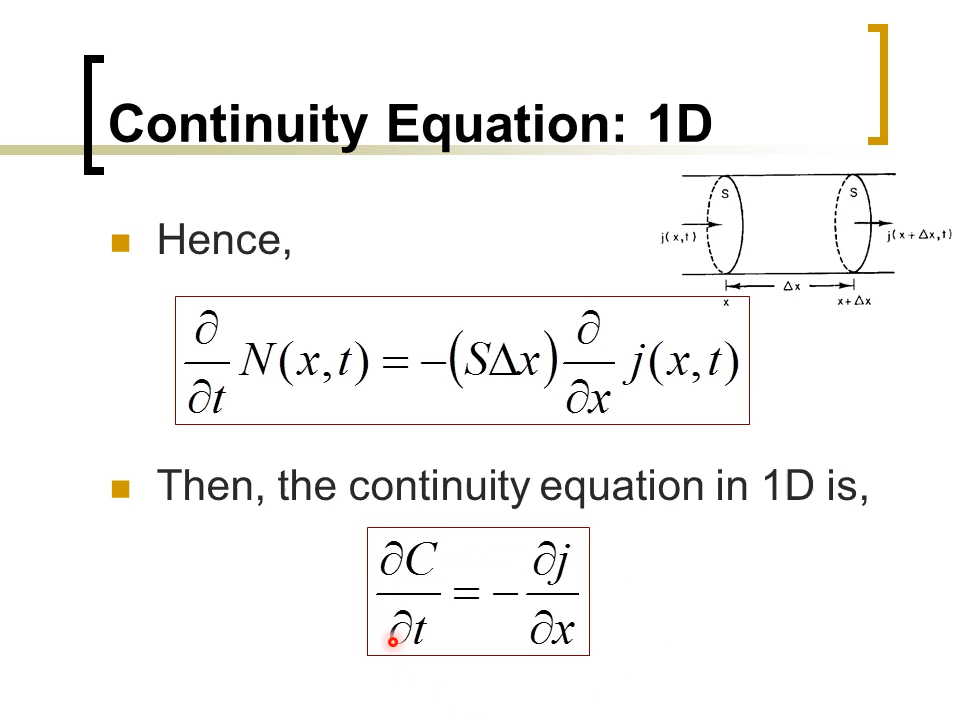 Continuity Equation: 1D
S S
j(x,t) j(x + Δx,t)
Δx
x x+Δx
Hence,
∂/∂t N(x,t) = −(SΔx) ∂/∂x j(x,t)
Then, the continuity equation in 1D is,
∂C/∂t = − ∂j/∂x